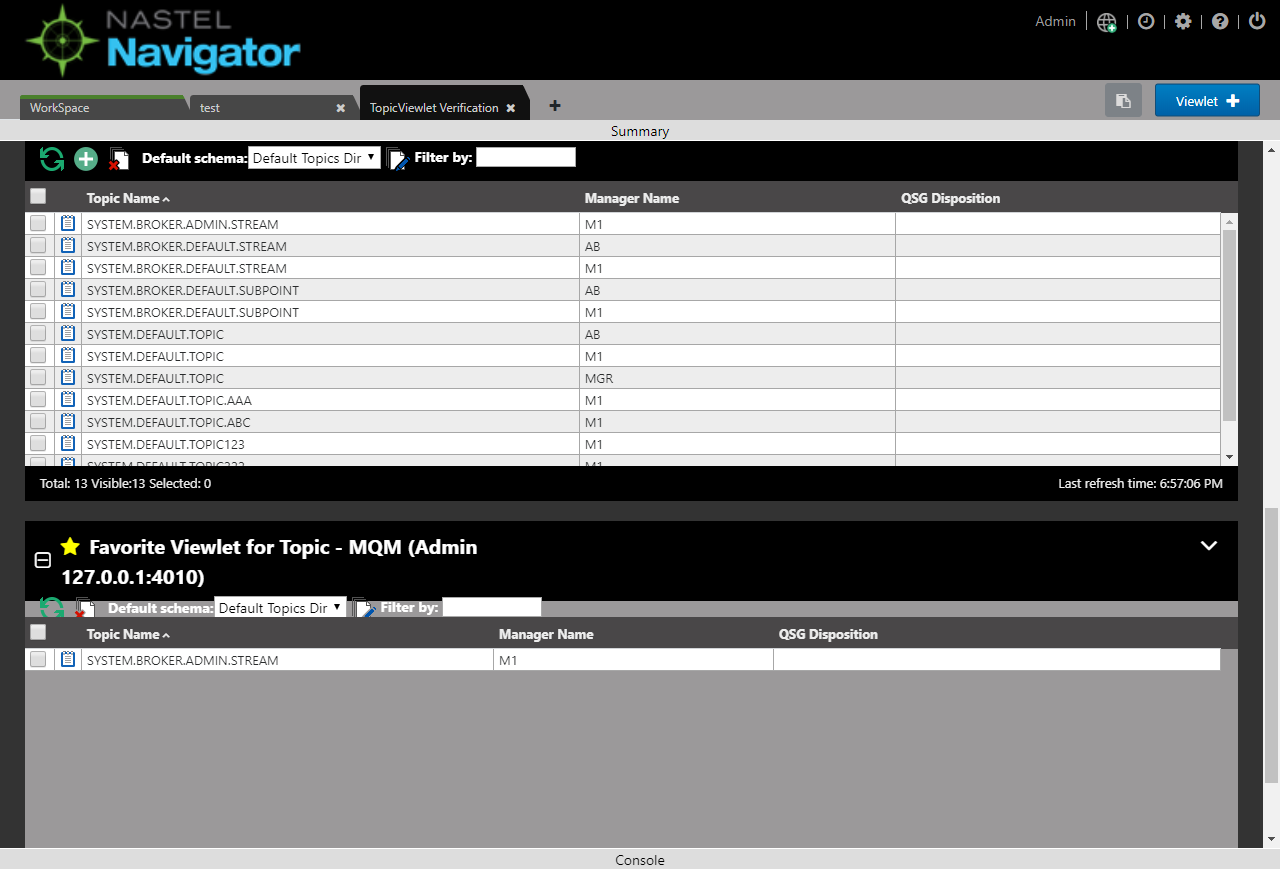 NASTEL
Navigator
Admin
WorkSpace
test
TopicViewlet Verification
Viewlet
Summary
Default schema: Default Topics Dir Filter by:
Topic Name Manager Name QSG Disposition
SYSTEM.BROKER.ADMIN.STREAM M1
SYSTEM.BROKER.DEFAULT.STREAM AB
SYSTEM.BROKER.DEFAULT.STREAM M1
SYSTEM.BROKER.DEFAULT.SUBPOINT AB
SYSTEM.BROKER.DEFAULT.SUBPOINT M1
SYSTEM.DEFAULT.TOPIC AB
SYSTEM.DEFAULT.TOPIC M1
SYSTEM.DEFAULT.TOPIC MGR
SYSTEM.DEFAULT.TOPIC.AAA M1
SYSTEM.DEFAULT.TOPIC.ABC M1
SYSTEM.DEFAULT.TOPIC123 M1
SYSTEM.DEFAULT.TOPIC222 M1
Total: 13 Visible:13 Selected: 0 Last refresh time: 6:57:06 PM
Favorite Viewlet for Topic - MQM (Admin
127.0.0.1:4010)
Default schema: Default Topics Dir Filter by:
Topic Name Manager Name QSG Disposition
SYSTEM.BROKER.ADMIN.STREAM M1
Console